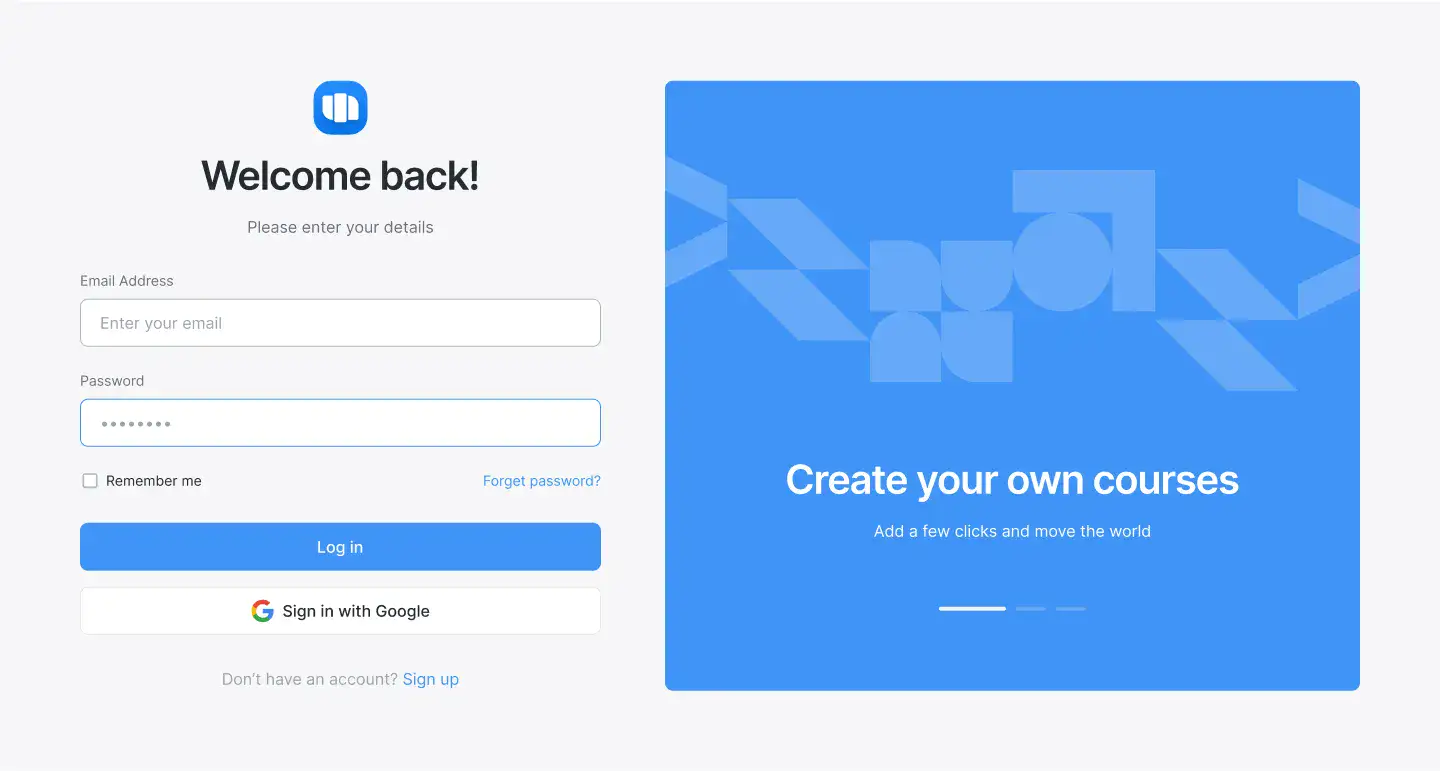 Welcome back!
Please enter your details
Email Address
Enter your email
Password
••••••••
Remember me
Forget password?
Log in
Sign in with Google
Don’t have an account? Sign up
Create your own courses
Add a few clicks and move the world